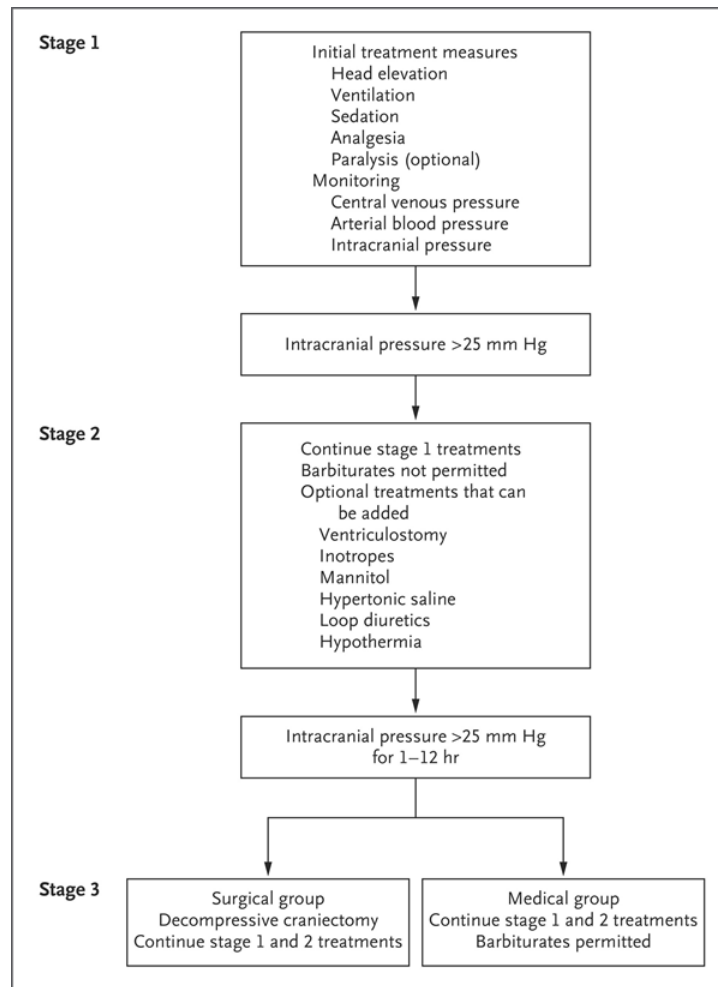 Stage 1
Initial treatment measures
Head elevation
Ventilation
Sedation
Analgesia
Paralysis (optional)
Monitoring
Central venous pressure
Arterial blood pressure
Intracranial pressure
Intracranial pressure >25 mm Hg
Stage 2
Continue stage 1 treatments
Barbiturates not permitted
Optional treatments that can
be added
Ventriculostomy
Inotropes
Mannitol
Hypertonic saline
Loop diuretics
Hypothermia
Intracranial pressure >25 mm Hg
for 1–12 hr
Stage 3
Surgical group
Decompressive craniectomy
Continue stage 1 and 2 treatments
Medical group
Continue stage 1 and 2 treatments
Barbiturates permitted